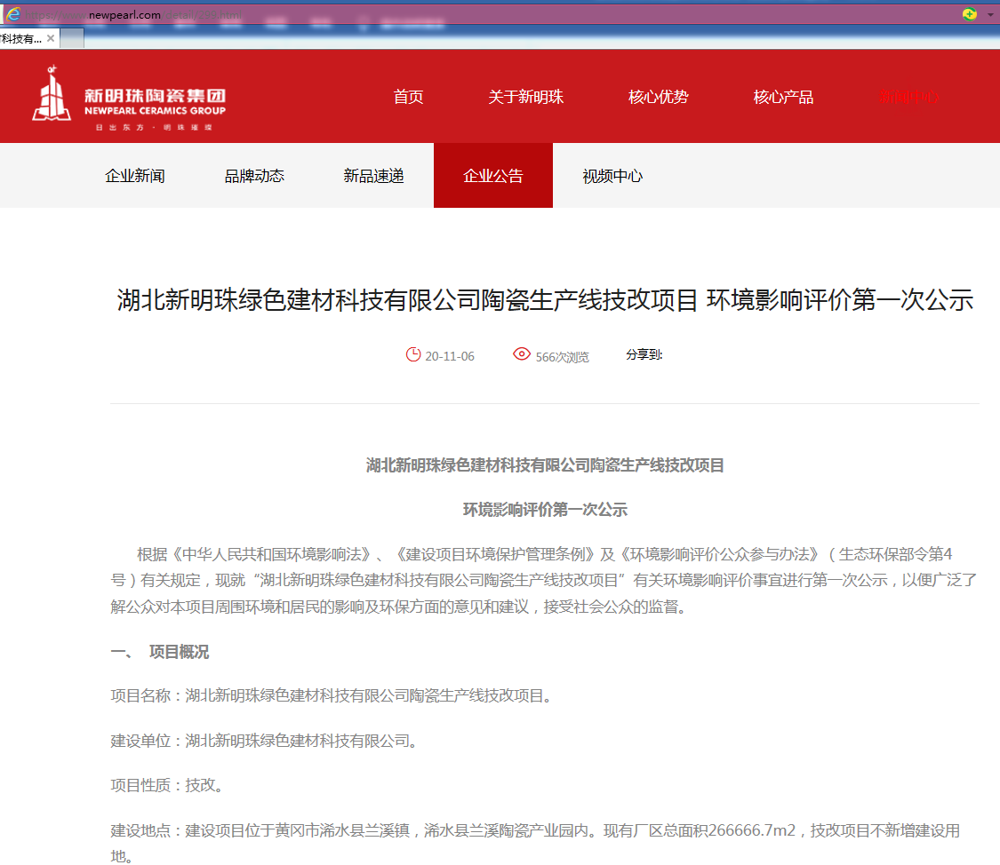 https://www.newpearl.com/detail/299.html
材科技有...
新明珠陶瓷集团
NEWPEARL CERAMICS GROUP
日出东方·明珠璀璨
首页 关于新明珠 核心优势 核心产品 新闻中心
企业新闻 品牌动态 新品速递 企业公告 视频中心
湖北新明珠绿色建材科技有限公司陶瓷生产线技改项目 环境影响评价第一次公示
20-11-06 566次浏览 分享到:
湖北新明珠绿色建材科技有限公司陶瓷生产线技改项目
环境影响评价第一次公示
根据《中华人民共和国环境影响法》、《建设项目环境保护管理条例》及《环境影响评价公众参与办法》（生态环保部令第4
号）有关规定，现就“湖北新明珠绿色建材科技有限公司陶瓷生产线技改项目”有关环境影响评价事宜进行第一次公示，以便广泛了
解公众对本项目周围环境和居民的影响及环保方面的意见和建议，接受社会公众的监督。
一、 项目概况
项目名称：湖北新明珠绿色建材科技有限公司陶瓷生产线技改项目。
建设单位：湖北新明珠绿色建材科技有限公司。
项目性质：技改。
建设地点：建设项目位于黄冈市浠水县兰溪镇，浠水县兰溪陶瓷产业园内。现有厂区总面积266666.7m2，技改项目不新增建设用
地。